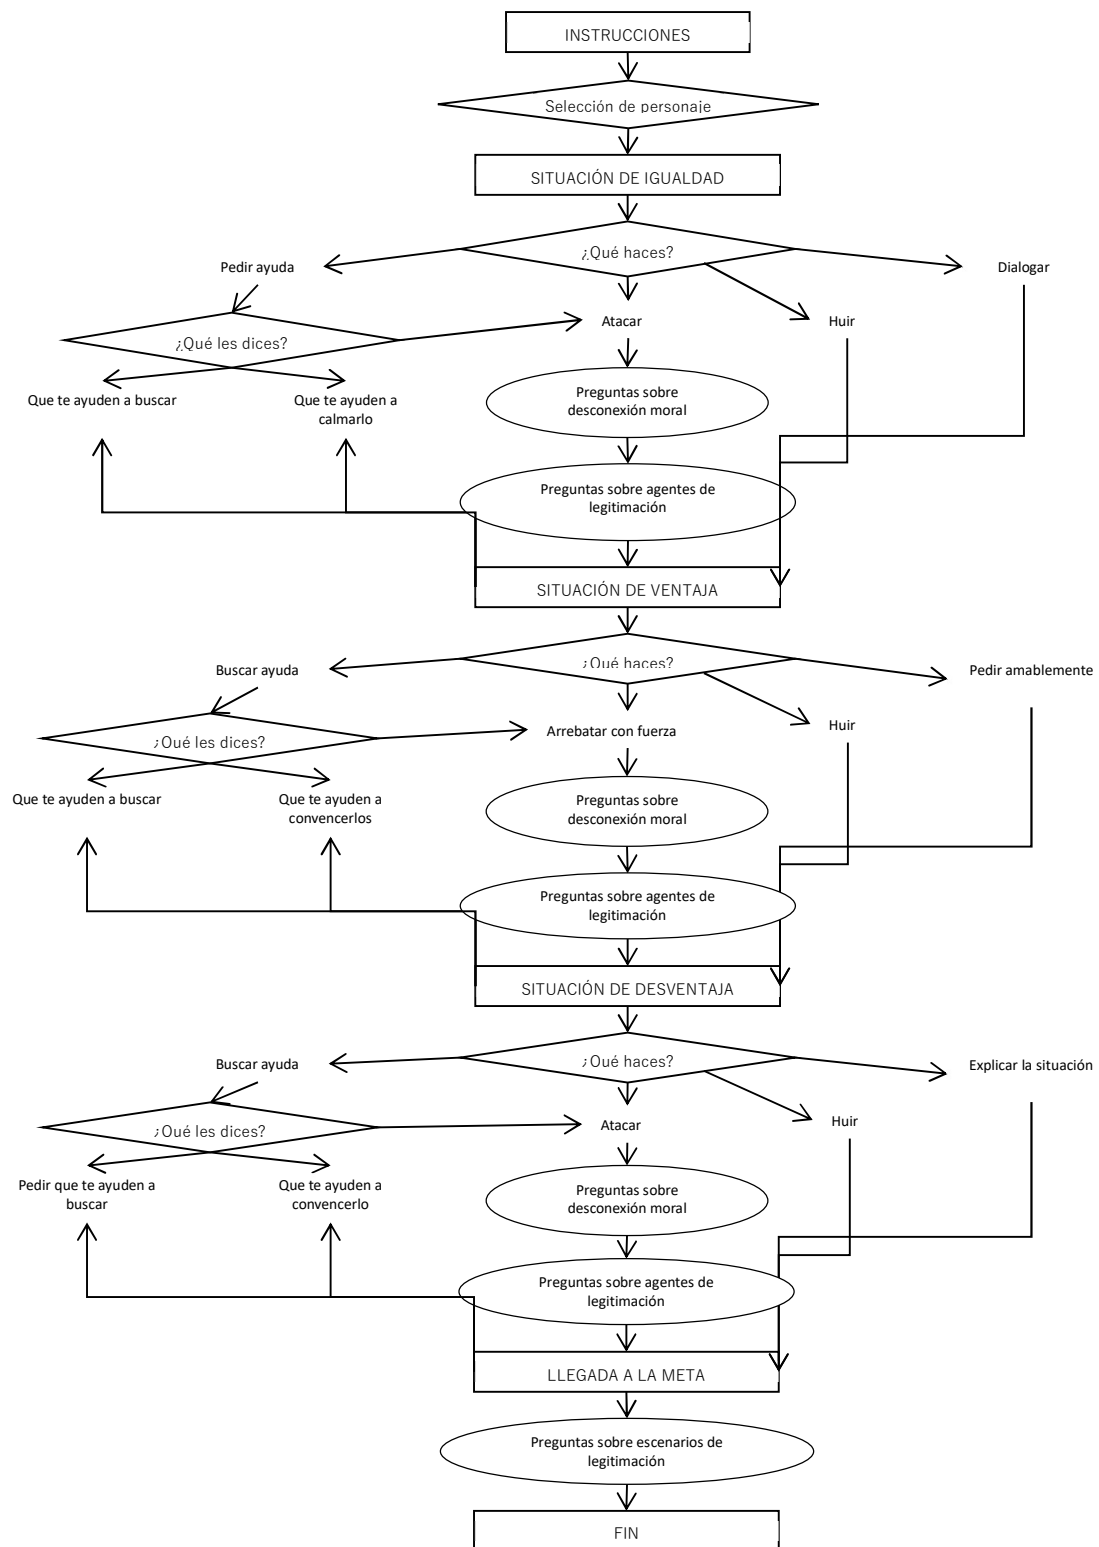 INSTRUCCIONES
Selección de personaje
SITUACIÓN DE IGUALDAD
¿Qué haces?
Pedir ayuda
Dialogar
Atacar
Huir
¿Qué les dices?
Que te ayuden a buscar
Que te ayuden a
calmarlo
Preguntas sobre
desconexión moral
Preguntas sobre agentes de
legitimación
SITUACIÓN DE VENTAJA
¿Qué haces?
Buscar ayuda
Pedir amablemente
Arrebatar con fuerza
Huir
¿Qué les dices?
Que te ayuden a buscar
Que te ayuden a
convencerlos
Preguntas sobre
desconexión moral
Preguntas sobre agentes de
legitimación
SITUACIÓN DE DESVENTAJA
¿Qué haces?
Buscar ayuda
Explicar la situación
Atacar
Huir
¿Qué les dices?
Pedir que te ayuden a
buscar
Que te ayuden a
convencerlo
Preguntas sobre
desconexión moral
Preguntas sobre agentes de
legitimación
LLEGADA A LA META
Preguntas sobre escenarios de
legitimación
FIN